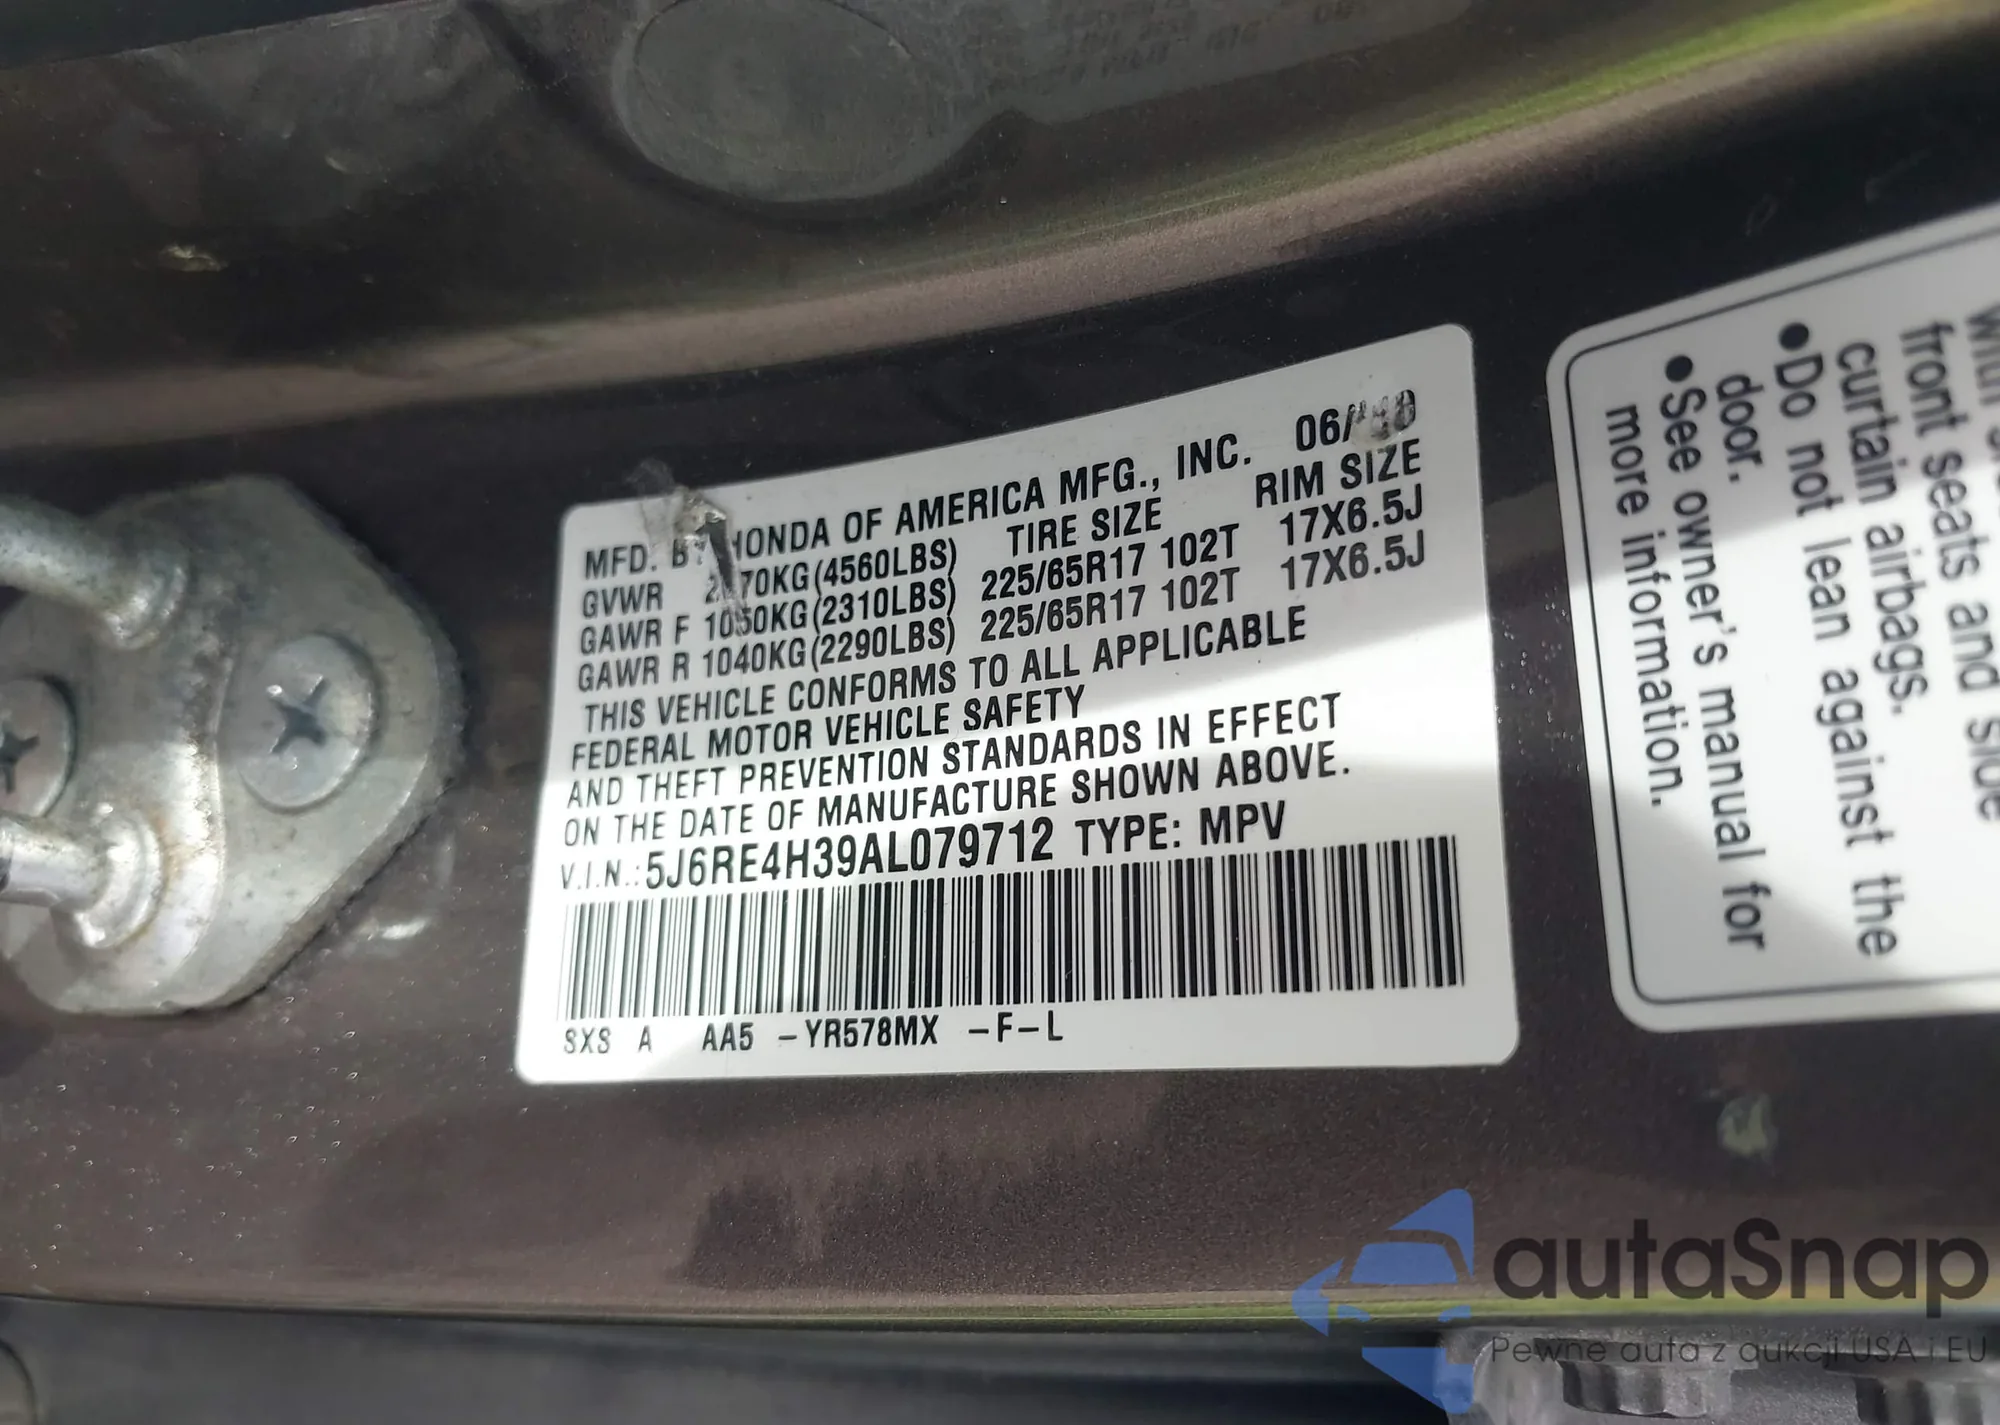 MFD. BY HONDA OF AMERICA MFG., INC. 06/
GVWR 2070KG(4560LBS) TIRE SIZE RIM SIZE
GAWR F 1050KG(2310LBS) 225/65R17 102T 17X6.5J
GAWR R 1040KG(2290LBS) 225/65R17 102T 17X6.5J
THIS VEHICLE CONFORMS TO ALL APPLICABLE
FEDERAL MOTOR VEHICLE SAFETY
AND THEFT PREVENTION STANDARDS IN EFFECT
ON THE DATE OF MANUFACTURE SHOWN ABOVE.
V.I.N.: 5J6RE4H39AL079712 TYPE: MPV
SXS A AA5 -YR578MX -F-L
front seats and side
curtain airbags.
•Do not lean against the
door.
•See owner's manual for
more information.
autaSnap
Pewne auta z aukcji USA i EU